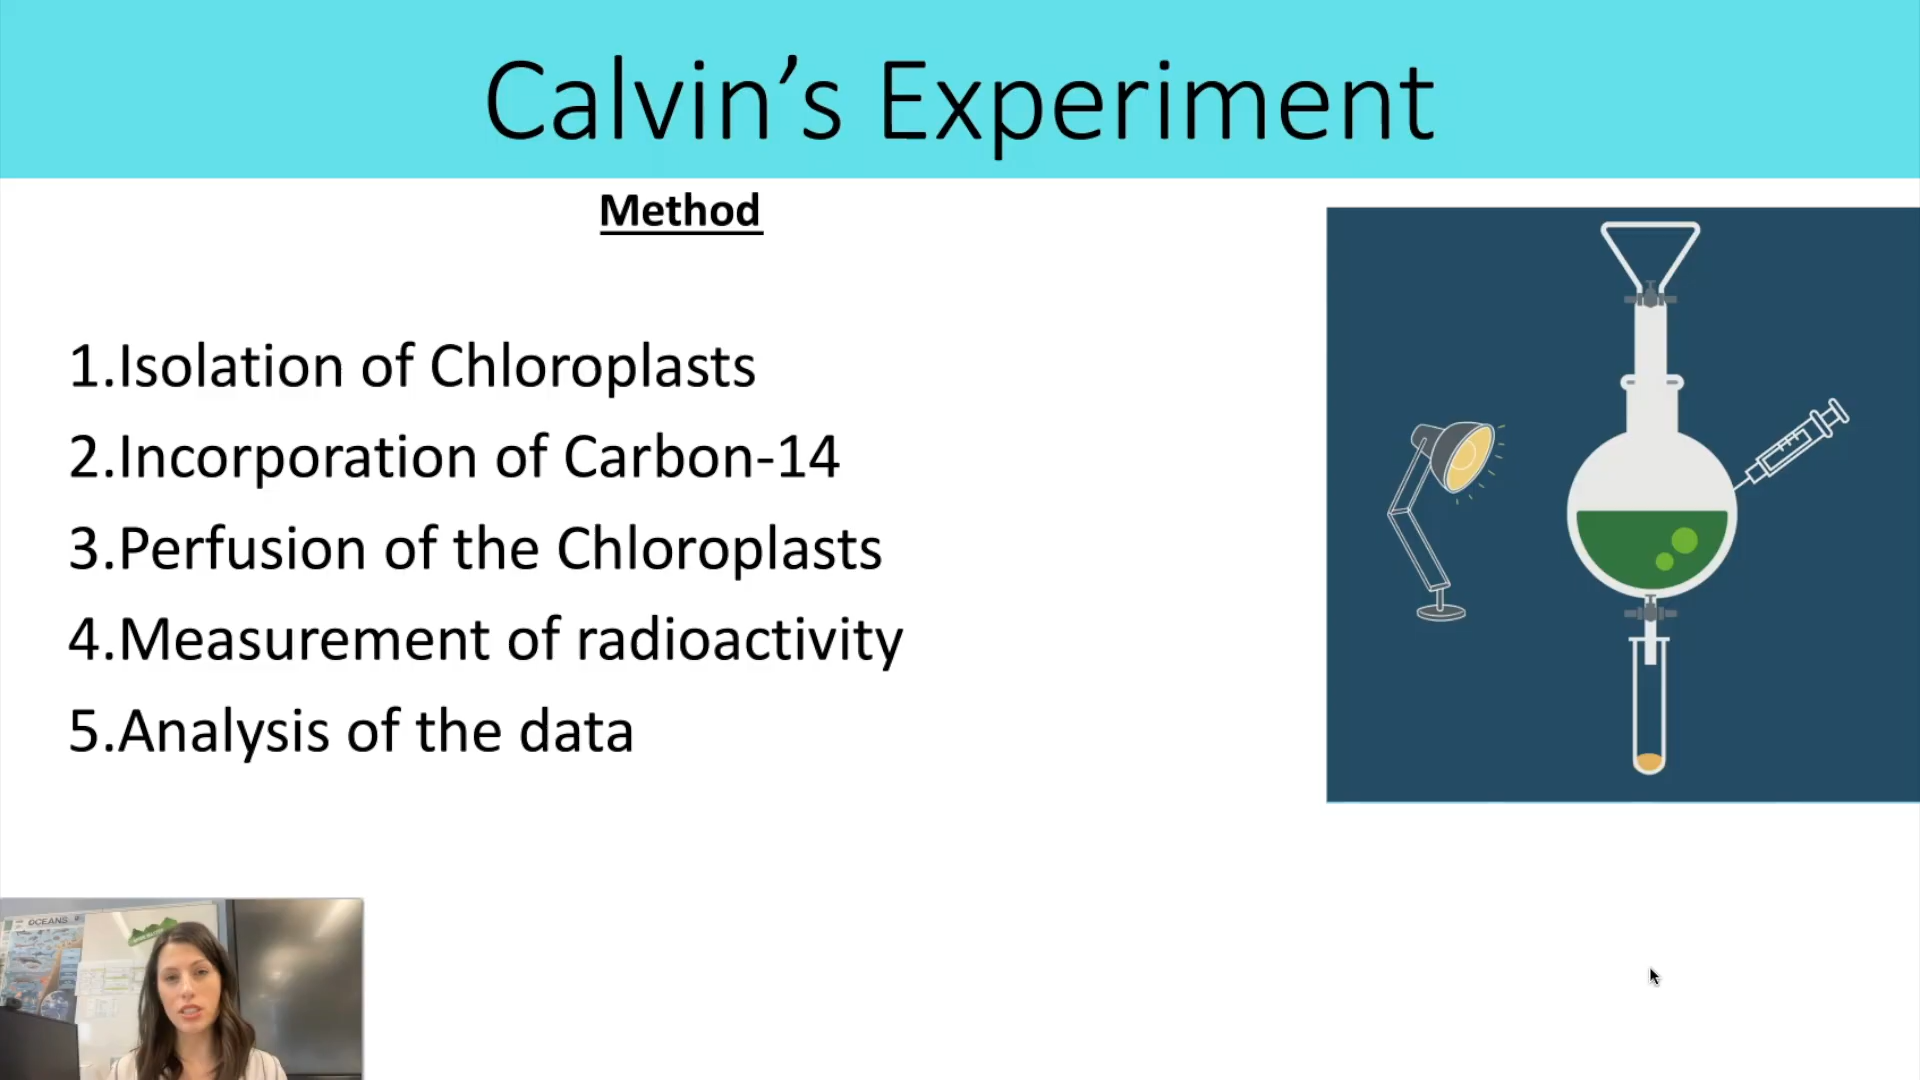 Calvin’s Experiment
Method
1.Isolation of Chloroplasts
2.Incorporation of Carbon-14
3.Perfusion of the Chloroplasts
4.Measurement of radioactivity
5.Analysis of the data
OCEANS